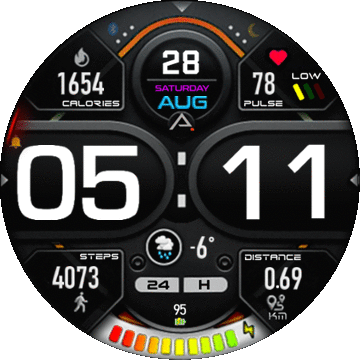 28
SATURDAY
AUG
1654
CALORIES
78
PULSE
LOW
05:11
-6°
STEPS
4073
24 H
DISTANCE
0.69
KM
95